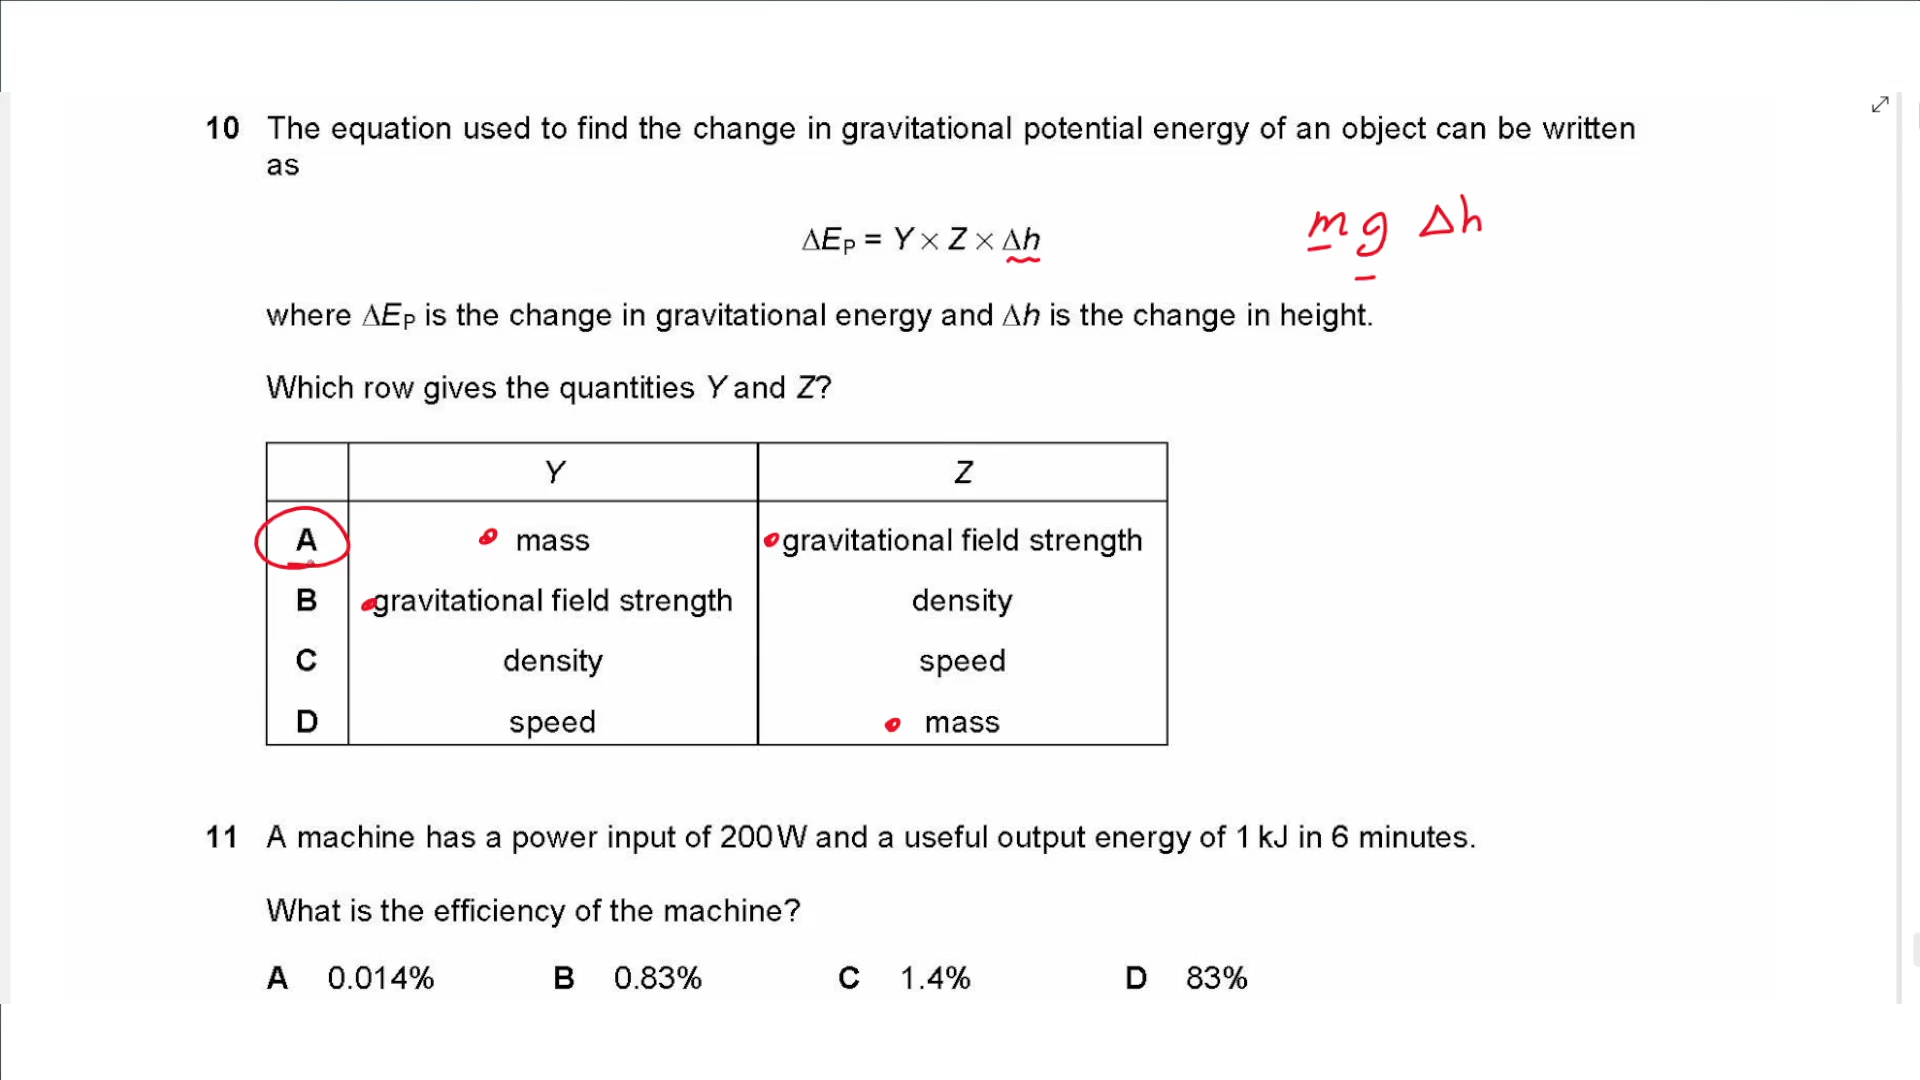 10 The equation used to find the change in gravitational potential energy of an object can be written
as
ΔEP = Y × Z × Δh
mg Δh
where ΔEP is the change in gravitational energy and Δh is the change in height.
Which row gives the quantities Y and Z?
Y Z
A mass gravitational field strength
B gravitational field strength density
C density speed
D speed mass
11 A machine has a power input of 200 W and a useful output energy of 1 kJ in 6 minutes.
What is the efficiency of the machine?
A 0.014% B 0.83% C 1.4% D 83%